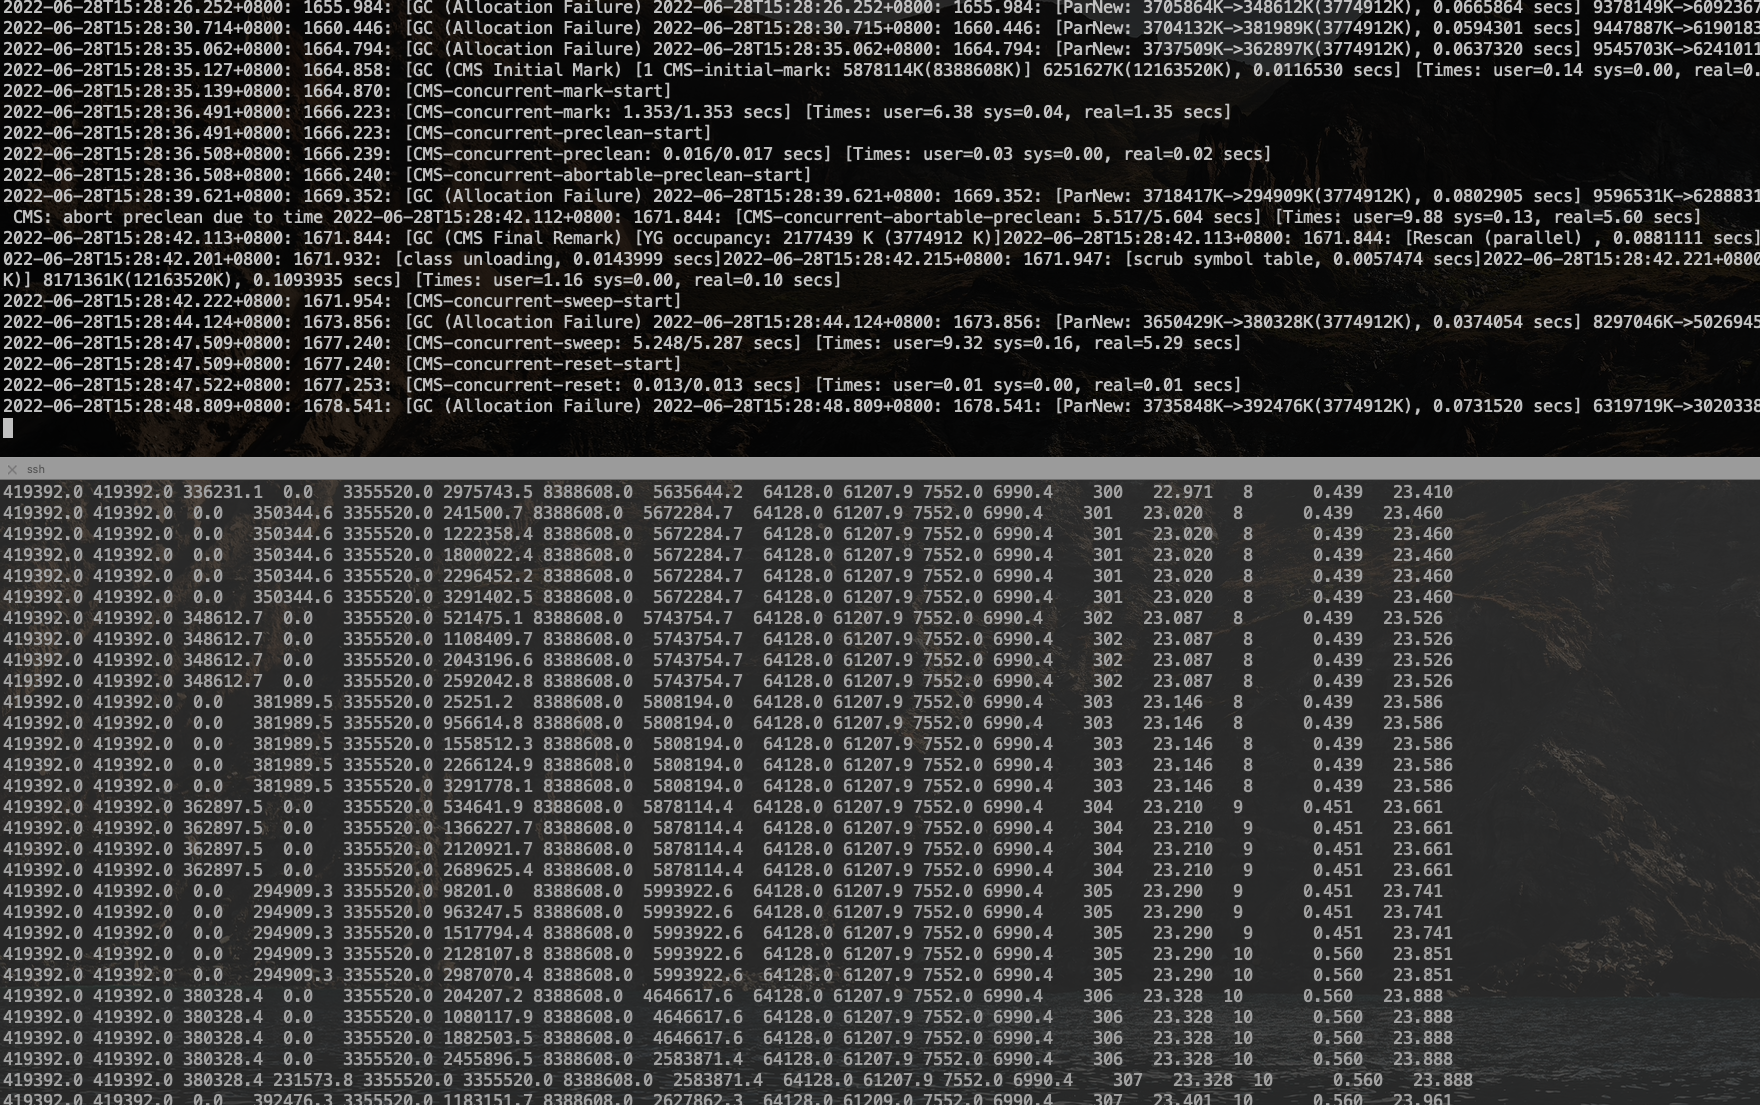 2022-06-28T15:28:26.252+0800: 1655.984: [GC (Allocation Failure) 2022-06-28T15:28:26.252+0800: 1655.984: [ParNew: 3705864K->348612K(3774912K), 0.0665864 secs] 9378149K->6092367
2022-06-28T15:28:30.714+0800: 1660.446: [GC (Allocation Failure) 2022-06-28T15:28:30.715+0800: 1660.446: [ParNew: 3704132K->381989K(3774912K), 0.0594301 secs] 9447887K->6190183
2022-06-28T15:28:35.062+0800: 1664.794: [GC (Allocation Failure) 2022-06-28T15:28:35.062+0800: 1664.794: [ParNew: 3737509K->362897K(3774912K), 0.0637320 secs] 9545703K->6241011
2022-06-28T15:28:35.127+0800: 1664.858: [GC (CMS Initial Mark) [1 CMS-initial-mark: 5878114K(8388608K)] 6251627K(12163520K), 0.0116530 secs] [Times: user=0.14 sys=0.00, real=0.
2022-06-28T15:28:35.139+0800: 1664.870: [CMS-concurrent-mark-start]
2022-06-28T15:28:36.491+0800: 1666.223: [CMS-concurrent-mark: 1.353/1.353 secs] [Times: user=6.38 sys=0.04, real=1.35 secs]
2022-06-28T15:28:36.491+0800: 1666.223: [CMS-concurrent-preclean-start]
2022-06-28T15:28:36.508+0800: 1666.239: [CMS-concurrent-preclean: 0.016/0.017 secs] [Times: user=0.03 sys=0.00, real=0.02 secs]
2022-06-28T15:28:36.508+0800: 1666.240: [CMS-concurrent-abortable-preclean-start]
2022-06-28T15:28:39.621+0800: 1669.352: [GC (Allocation Failure) 2022-06-28T15:28:39.621+0800: 1669.352: [ParNew: 3718417K->294909K(3774912K), 0.0802905 secs] 9596531K->6288831
CMS: abort preclean due to time 2022-06-28T15:28:42.112+0800: 1671.844: [CMS-concurrent-abortable-preclean: 5.517/5.604 secs] [Times: user=9.88 sys=0.13, real=5.60 secs]
2022-06-28T15:28:42.113+0800: 1671.844: [GC (CMS Final Remark) [YG occupancy: 2177439 K (3774912 K)]2022-06-28T15:28:42.113+0800: 1671.844: [Rescan (parallel) , 0.0881111 secs]
022-06-28T15:28:42.201+0800: 1671.932: [class unloading, 0.0143999 secs]2022-06-28T15:28:42.215+0800: 1671.947: [scrub symbol table, 0.0057474 secs]2022-06-28T15:28:42.221+0800
K)] 8171361K(12163520K), 0.1093935 secs] [Times: user=1.16 sys=0.00, real=0.10 secs]
2022-06-28T15:28:42.222+0800: 1671.954: [CMS-concurrent-sweep-start]
2022-06-28T15:28:44.124+0800: 1673.856: [GC (Allocation Failure) 2022-06-28T15:28:44.124+0800: 1673.856: [ParNew: 3650429K->380328K(3774912K), 0.0374054 secs] 8297046K->5026945
2022-06-28T15:28:47.509+0800: 1677.240: [CMS-concurrent-sweep: 5.248/5.287 secs] [Times: user=9.32 sys=0.16, real=5.29 secs]
2022-06-28T15:28:47.509+0800: 1677.240: [CMS-concurrent-reset-start]
2022-06-28T15:28:47.522+0800: 1677.253: [CMS-concurrent-reset: 0.013/0.013 secs] [Times: user=0.01 sys=0.00, real=0.01 secs]
2022-06-28T15:28:48.809+0800: 1678.541: [GC (Allocation Failure) 2022-06-28T15:28:48.809+0800: 1678.541: [ParNew: 3735848K->392476K(3774912K), 0.0731520 secs] 6319719K->3020338
ssh
419392.0 419392.0 336231.1 0.0 3355520.0 2975743.5 8388608.0 5635644.2 64128.0 61207.9 7552.0 6990.4 300 22.971 8 0.439 23.410
419392.0 419392.0 0.0 350344.6 3355520.0 241500.7 8388608.0 5672284.7 64128.0 61207.9 7552.0 6990.4 301 23.020 8 0.439 23.460
419392.0 419392.0 0.0 350344.6 3355520.0 1222358.4 8388608.0 5672284.7 64128.0 61207.9 7552.0 6990.4 301 23.020 8 0.439 23.460
419392.0 419392.0 0.0 350344.6 3355520.0 1800022.4 8388608.0 5672284.7 64128.0 61207.9 7552.0 6990.4 301 23.020 8 0.439 23.460
419392.0 419392.0 0.0 350344.6 3355520.0 2296452.2 8388608.0 5672284.7 64128.0 61207.9 7552.0 6990.4 301 23.020 8 0.439 23.460
419392.0 419392.0 0.0 350344.6 3355520.0 3291402.5 8388608.0 5672284.7 64128.0 61207.9 7552.0 6990.4 301 23.020 8 0.439 23.460
419392.0 419392.0 348612.7 0.0 3355520.0 521475.1 8388608.0 5743754.7 64128.0 61207.9 7552.0 6990.4 302 23.087 8 0.439 23.526
419392.0 419392.0 348612.7 0.0 3355520.0 1108409.7 8388608.0 5743754.7 64128.0 61207.9 7552.0 6990.4 302 23.087 8 0.439 23.526
419392.0 419392.0 348612.7 0.0 3355520.0 2043196.6 8388608.0 5743754.7 64128.0 61207.9 7552.0 6990.4 302 23.087 8 0.439 23.526
419392.0 419392.0 348612.7 0.0 3355520.0 2592042.8 8388608.0 5743754.7 64128.0 61207.9 7552.0 6990.4 302 23.087 8 0.439 23.526
419392.0 419392.0 0.0 381989.5 3355520.0 25251.2 8388608.0 5808194.0 64128.0 61207.9 7552.0 6990.4 303 23.146 8 0.439 23.586
419392.0 419392.0 0.0 381989.5 3355520.0 956614.8 8388608.0 5808194.0 64128.0 61207.9 7552.0 6990.4 303 23.146 8 0.439 23.586
419392.0 419392.0 0.0 381989.5 3355520.0 1558512.3 8388608.0 5808194.0 64128.0 61207.9 7552.0 6990.4 303 23.146 8 0.439 23.586
419392.0 419392.0 0.0 381989.5 3355520.0 2266124.9 8388608.0 5808194.0 64128.0 61207.9 7552.0 6990.4 303 23.146 8 0.439 23.586
419392.0 419392.0 0.0 381989.5 3355520.0 3291778.1 8388608.0 5808194.0 64128.0 61207.9 7552.0 6990.4 303 23.146 8 0.439 23.586
419392.0 419392.0 362897.5 0.0 3355520.0 534641.9 8388608.0 5878114.4 64128.0 61207.9 7552.0 6990.4 304 23.210 9 0.451 23.661
419392.0 419392.0 362897.5 0.0 3355520.0 1366227.7 8388608.0 5878114.4 64128.0 61207.9 7552.0 6990.4 304 23.210 9 0.451 23.661
419392.0 419392.0 362897.5 0.0 3355520.0 2120921.7 8388608.0 5878114.4 64128.0 61207.9 7552.0 6990.4 304 23.210 9 0.451 23.661
419392.0 419392.0 362897.5 0.0 3355520.0 2689625.4 8388608.0 5878114.4 64128.0 61207.9 7552.0 6990.4 304 23.210 9 0.451 23.661
419392.0 419392.0 0.0 294909.3 3355520.0 98201.0 8388608.0 5993922.6 64128.0 61207.9 7552.0 6990.4 305 23.290 9 0.451 23.741
419392.0 419392.0 0.0 294909.3 3355520.0 963247.5 8388608.0 5993922.6 64128.0 61207.9 7552.0 6990.4 305 23.290 9 0.451 23.741
419392.0 419392.0 0.0 294909.3 3355520.0 1517794.4 8388608.0 5993922.6 64128.0 61207.9 7552.0 6990.4 305 23.290 9 0.451 23.741
419392.0 419392.0 0.0 294909.3 3355520.0 2128107.8 8388608.0 5993922.6 64128.0 61207.9 7552.0 6990.4 305 23.290 10 0.560 23.851
419392.0 419392.0 0.0 294909.3 3355520.0 2987070.4 8388608.0 5993922.6 64128.0 61207.9 7552.0 6990.4 305 23.290 10 0.560 23.851
419392.0 419392.0 380328.4 0.0 3355520.0 204207.2 8388608.0 4646617.6 64128.0 61207.9 7552.0 6990.4 306 23.328 10 0.560 23.888
419392.0 419392.0 380328.4 0.0 3355520.0 1080117.9 8388608.0 4646617.6 64128.0 61207.9 7552.0 6990.4 306 23.328 10 0.560 23.888
419392.0 419392.0 380328.4 0.0 3355520.0 1882503.5 8388608.0 4646617.6 64128.0 61207.9 7552.0 6990.4 306 23.328 10 0.560 23.888
419392.0 419392.0 380328.4 0.0 3355520.0 2455896.5 8388608.0 2583871.4 64128.0 61207.9 7552.0 6990.4 306 23.328 10 0.560 23.888
419392.0 419392.0 380328.4 231573.8 3355520.0 3355520.0 8388608.0 2583871.4 64128.0 61207.9 7552.0 6990.4 307 23.328 10 0.560 23.888
419392.0 419392.0 0.0 392476.3 3355520.0 1183151.7 8388608.0 2627862.3 64128.0 61209.0 7552.0 6990.4 307 23.401 10 0.560 23.961